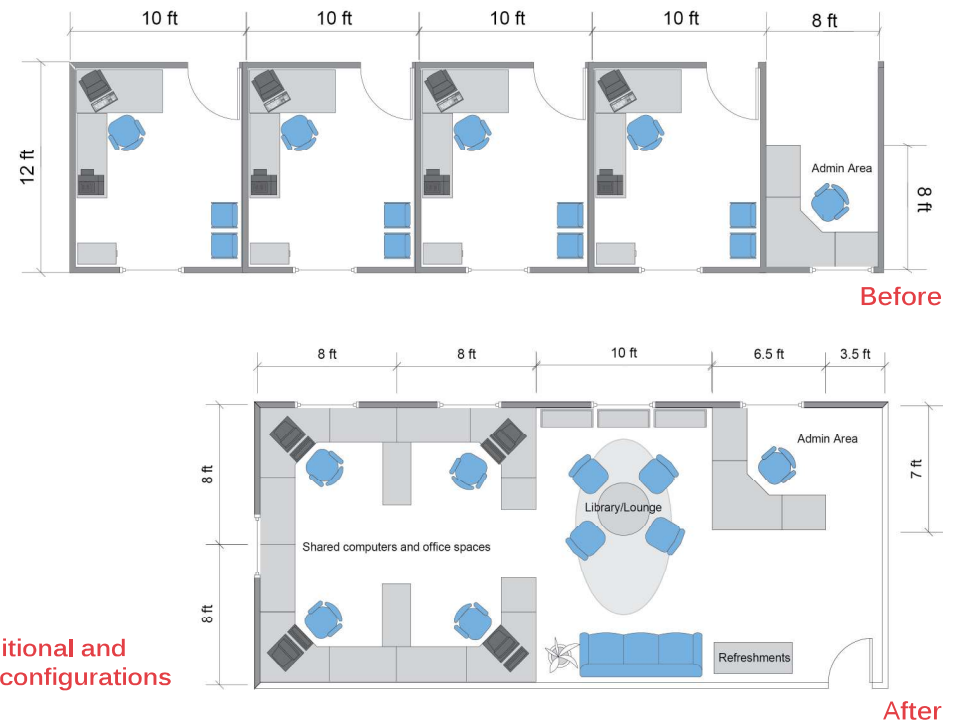 10 ft
10 ft
10 ft
10 ft
8 ft
12 ft
Admin Area
8 ft
Before
8 ft
8 ft
10 ft
6.5 ft
3.5 ft
8 ft
Admin Area
7 ft
Library/Lounge
Shared computers and office spaces
8 ft
Refreshments
itional and
configurations
After